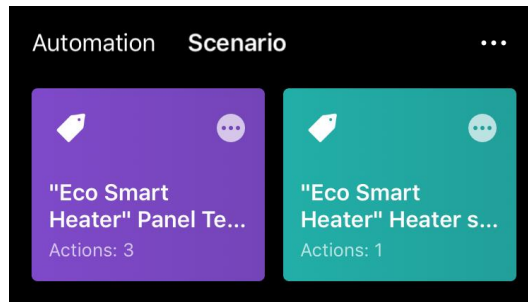 Automation Scenario
"Eco Smart
Heater" Panel Te...
Actions: 3
"Eco Smart
Heater" Heater s...
Actions: 1